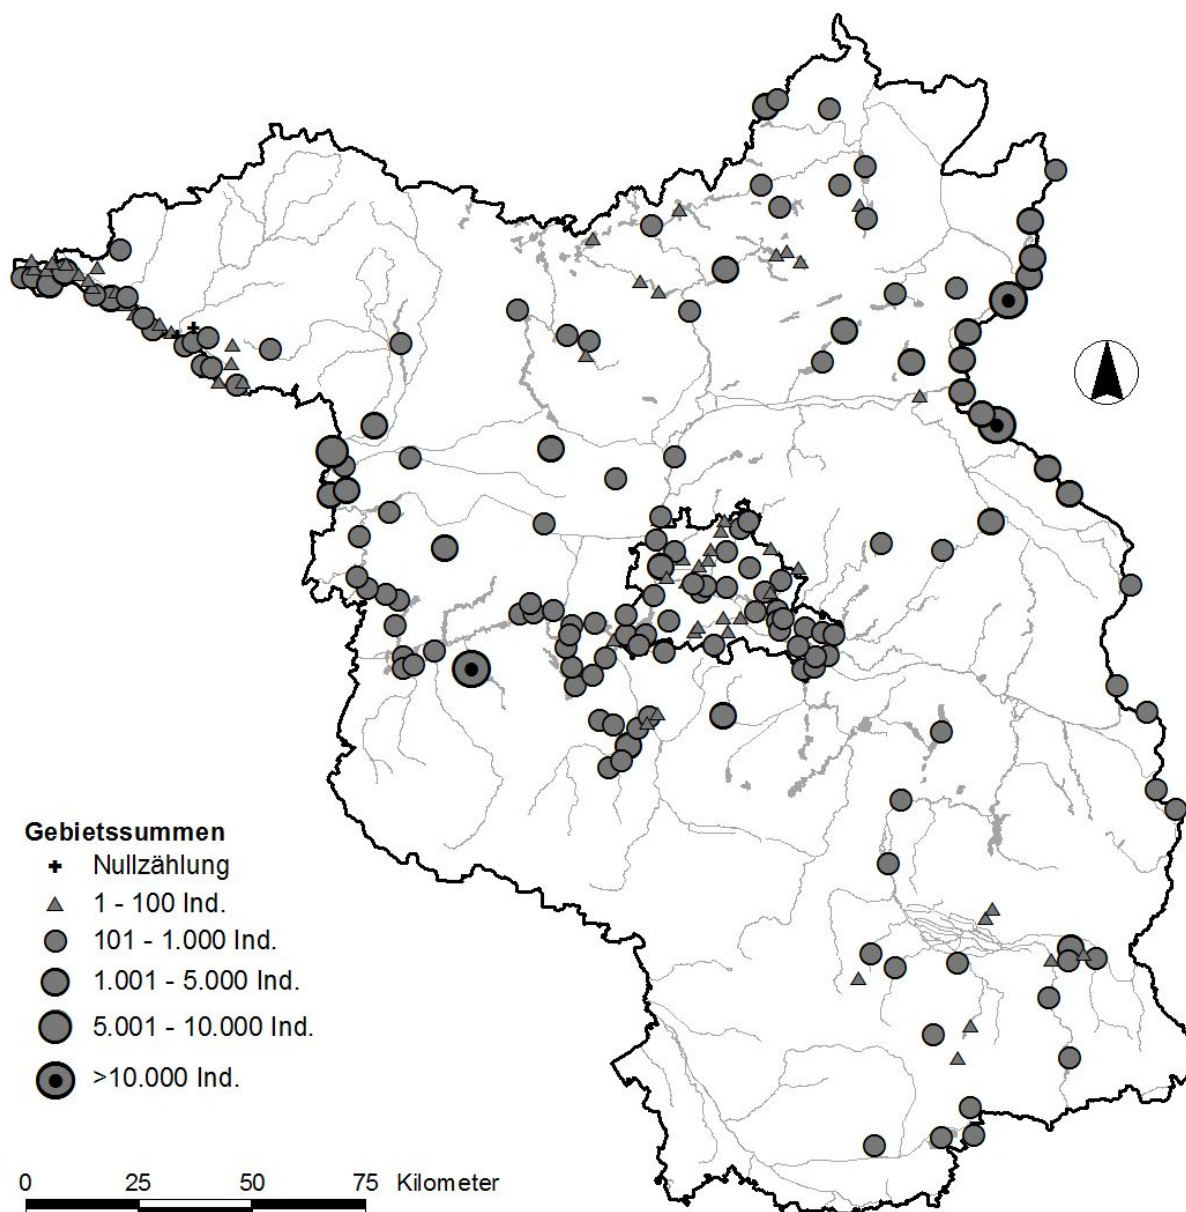 Gebietssummen
Nullzählung
1 - 100 Ind.
101 - 1.000 Ind.
1.001 - 5.000 Ind.
5.001 - 10.000 Ind.
>10.000 Ind.
0 25 50 75 Kilometer